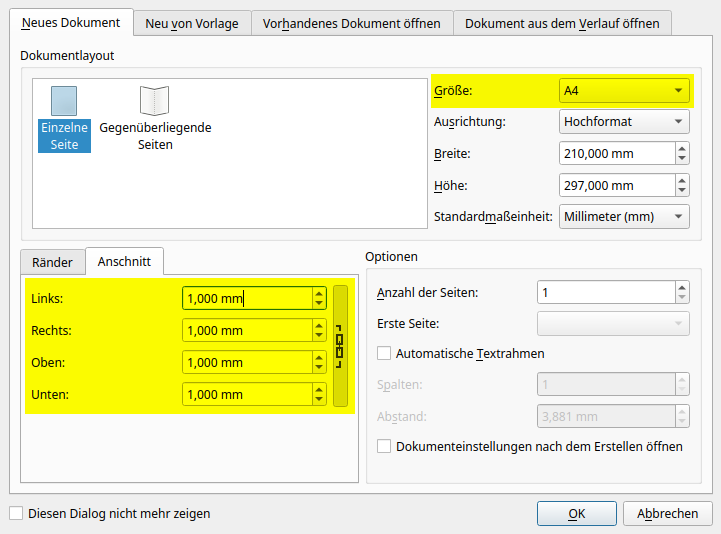 Neues Dokument
Neu von Vorlage
Vorhandenes Dokument öffnen
Dokument aus dem Verlauf öffnen
Dokumentlayout
Einzelne
Seite
Gegenüberliegende
Seiten
Größe:
A4
Ausrichtung:
Hochformat
Breite:
210,000 mm
Höhe:
297,000 mm
Standardmaßeinheit:
Millimeter (mm)
Ränder
Anschnitt
Links:
1,000 mm
Rechts:
1,000 mm
Oben:
1,000 mm
Unten:
1,000 mm
Optionen
Anzahl der Seiten:
1
Erste Seite:
Automatische Textrahmen
Spalten:
1
Abstand:
3,881 mm
Dokumenteinstellungen nach dem Erstellen öffnen
Diesen Dialog nicht mehr zeigen
OK
Abbrechen